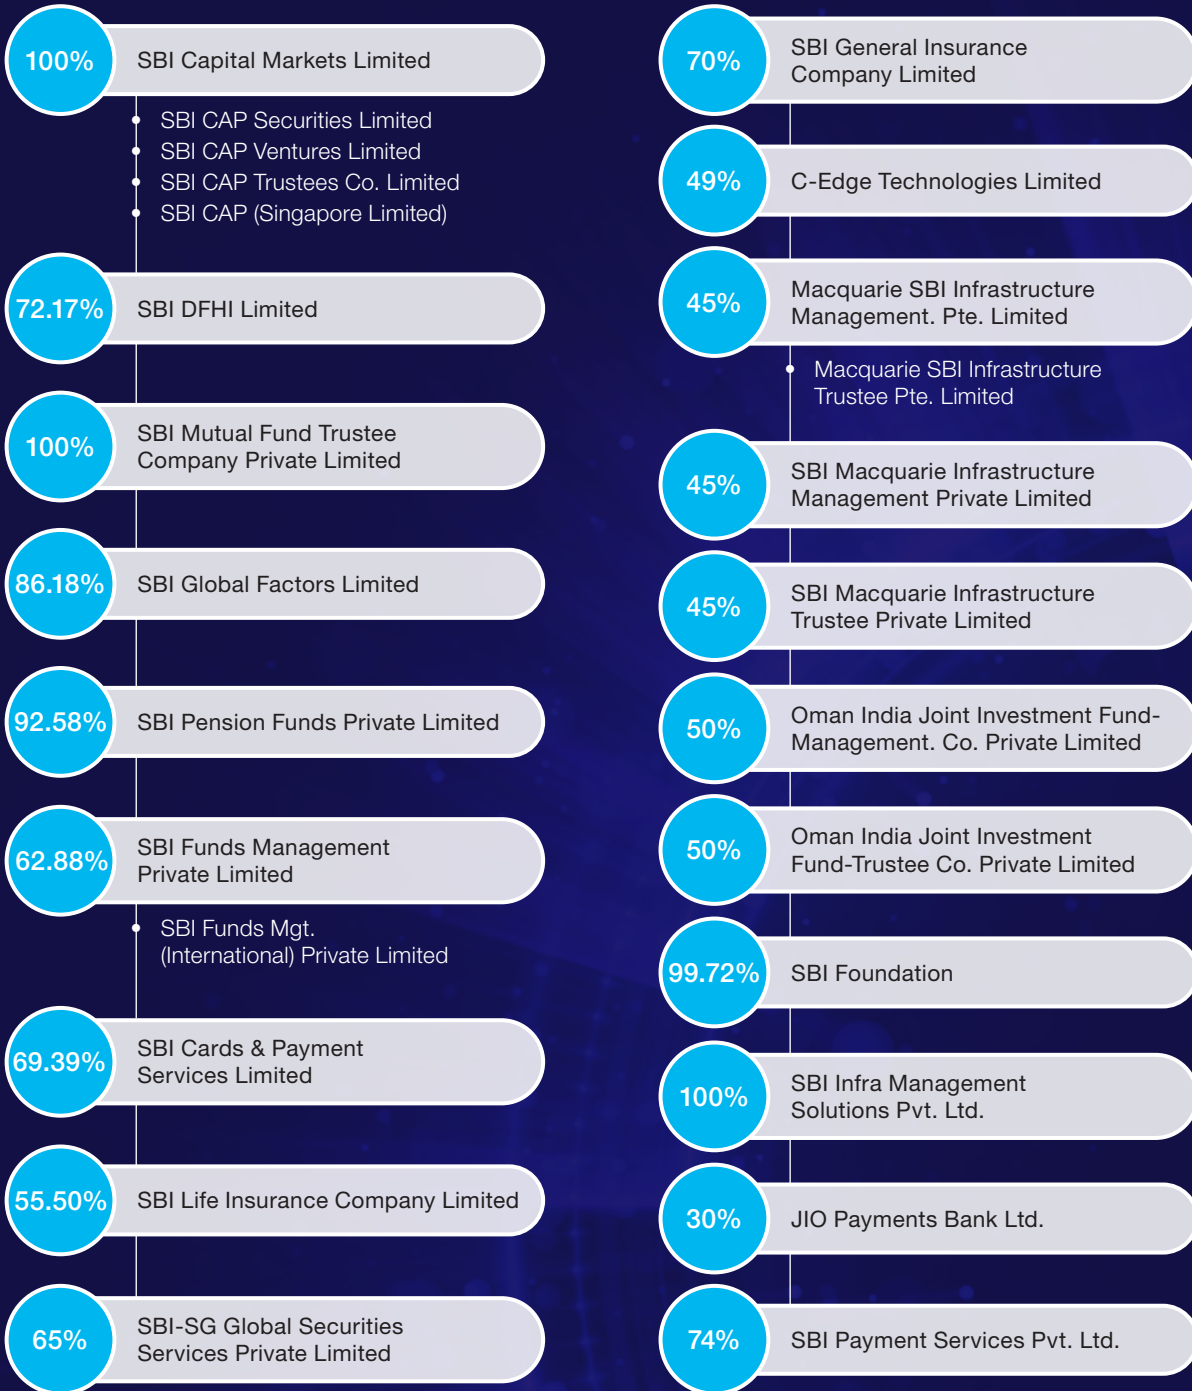 100%
SBI Capital Markets Limited
SBI CAP Securities Limited
SBI CAP Ventures Limited
SBI CAP Trustees Co. Limited
SBI CAP (Singapore Limited)
72.17%
SBI DFHI Limited
100%
SBI Mutual Fund Trustee
Company Private Limited
86.18%
SBI Global Factors Limited
92.58%
SBI Pension Funds Private Limited
62.88%
SBI Funds Management
Private Limited
SBI Funds Mgt.
(International) Private Limited
69.39%
SBI Cards & Payment
Services Limited
55.50%
SBI Life Insurance Company Limited
65%
SBI-SG Global Securities
Services Private Limited
70%
SBI General Insurance
Company Limited
49%
C-Edge Technologies Limited
45%
Macquarie SBI Infrastructure
Management. Pte. Limited
Macquarie SBI Infrastructure
Trustee Pte. Limited
45%
SBI Macquarie Infrastructure
Management Private Limited
45%
SBI Macquarie Infrastructure
Trustee Private Limited
50%
Oman India Joint Investment Fund-
Management. Co. Private Limited
50%
Oman India Joint Investment
Fund-Trustee Co. Private Limited
99.72%
SBI Foundation
100%
SBI Infra Management
Solutions Pvt. Ltd.
30%
JIO Payments Bank Ltd.
74%
SBI Payment Services Pvt. Ltd.